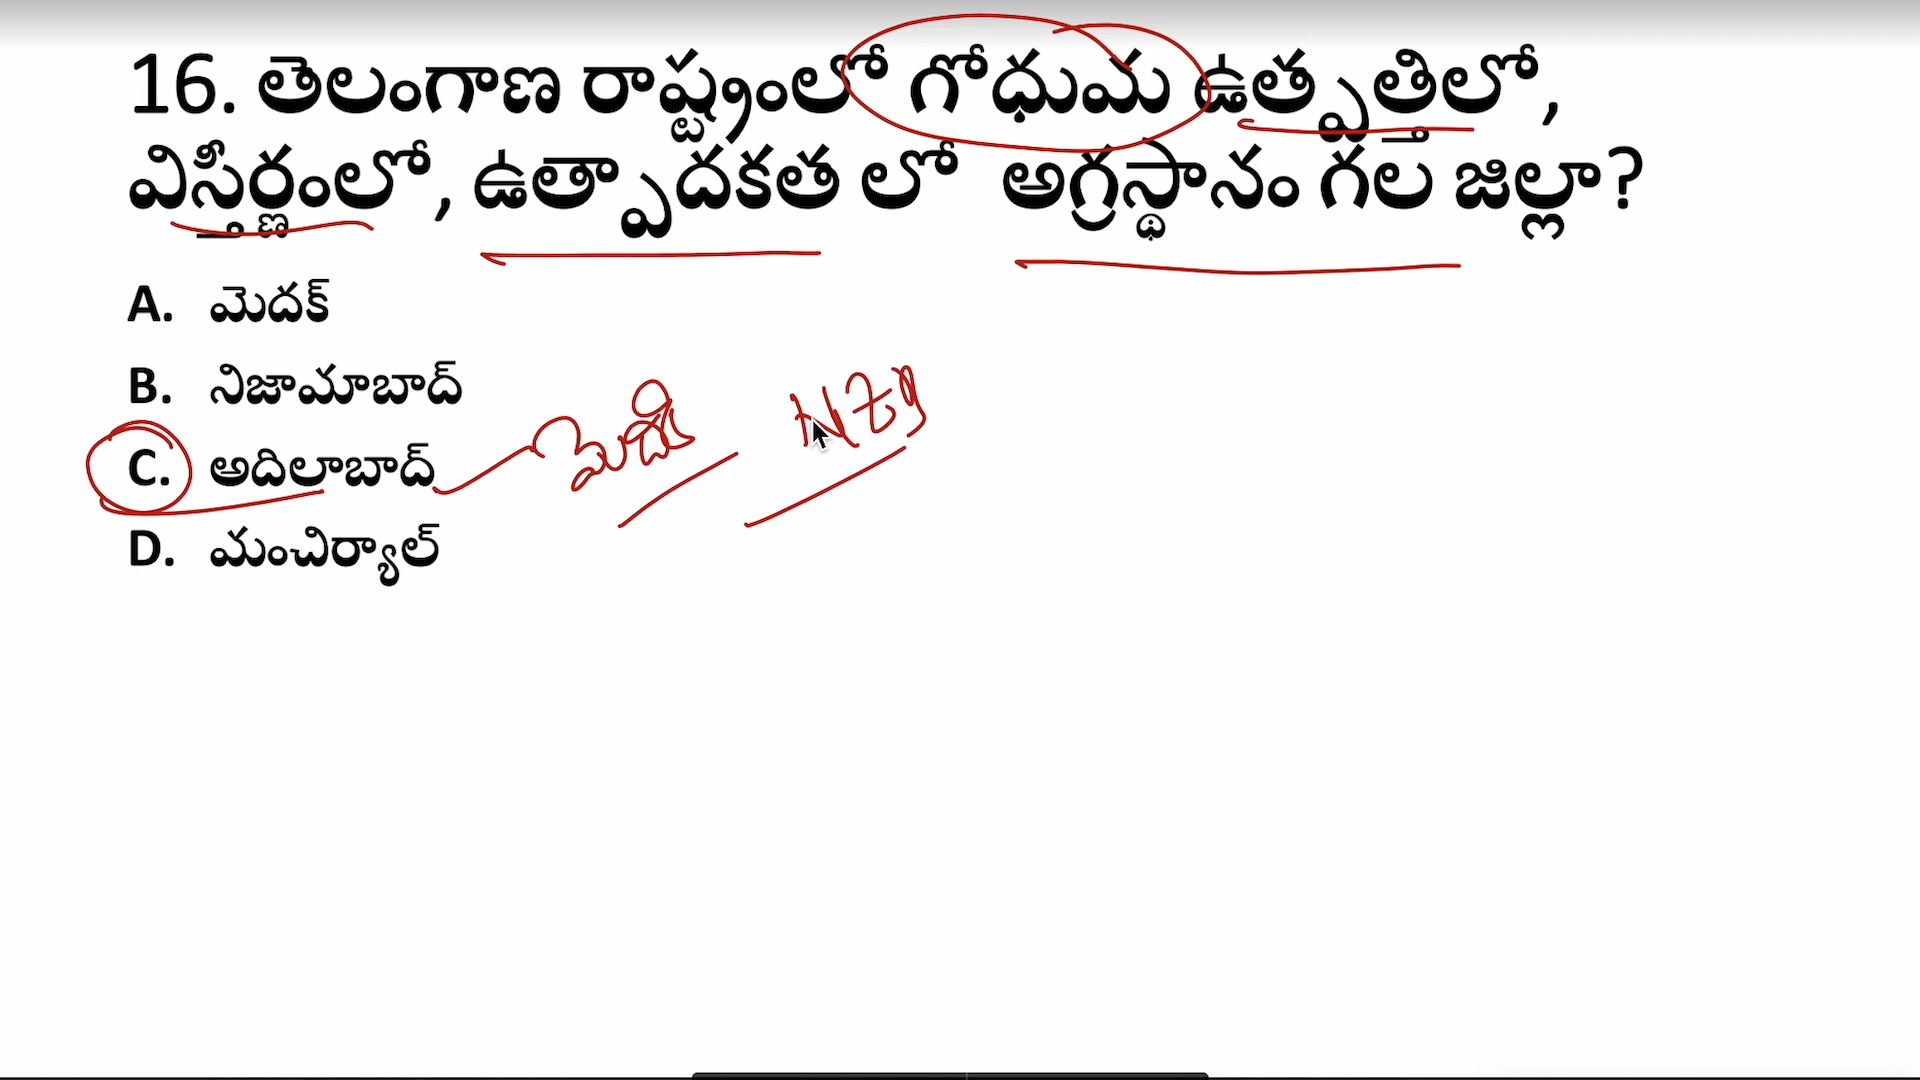 16. తెలంగాణ రాష్ట్రంలో గోధుమ ఉత్పత్తిలో,
విస్తీర్ణంలో, ఉత్పాదకత లో అగ్రస్థానం గల జిల్లా?
A. మెదక్
B. నిజామాబాద్
C. అదిలాబాద్
D. మంచిర్యాల్